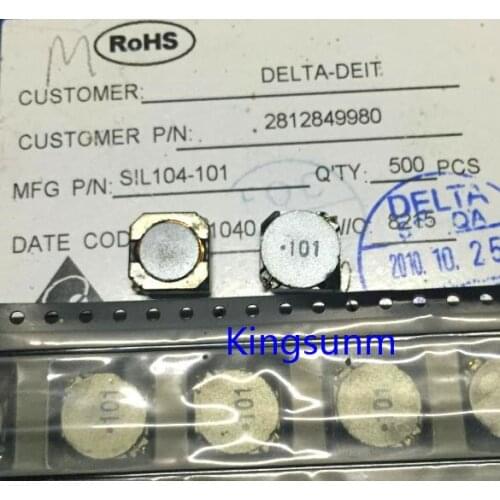 M RoHS
CUSTOMER: DELTA-DEIT
CUSTOMER P/N: 2812849980
MFG P/N: SIL104-101 Q'TY: 500 PCS
DELTA
QA
DATE COD 1040 8215
2010.10.25
101
Kingsunm
101 101 101